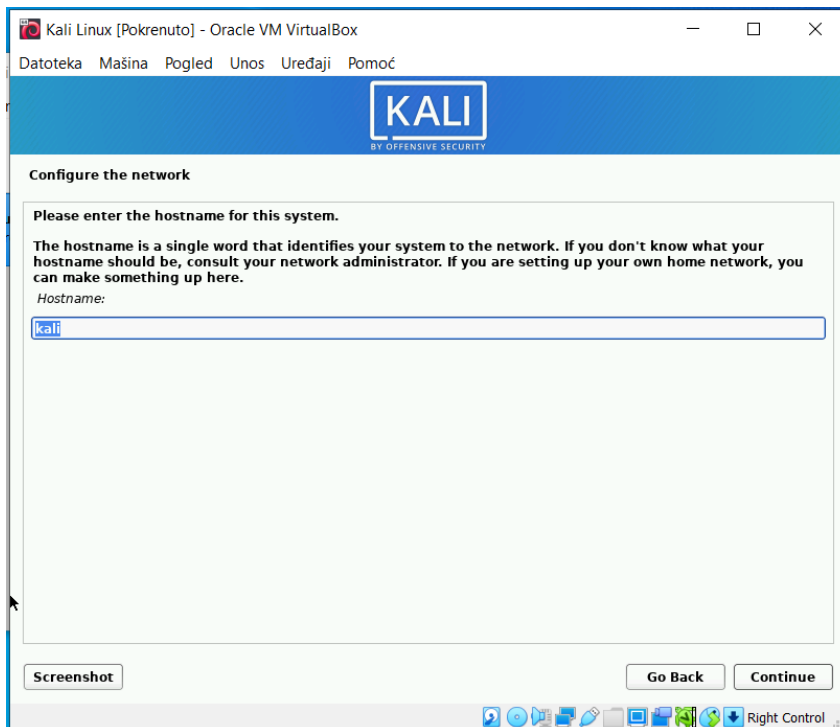 Kali Linux [Pokrenuto] - Oracle VM VirtualBox
Datoteka Mašina Pogled Unos Uređaji Pomoć
KALI
BY OFFENSIVE SECURITY
Configure the network
Please enter the hostname for this system.
The hostname is a single word that identifies your system to the network. If you don't know what your
hostname should be, consult your network administrator. If you are setting up your own home network, you
can make something up here.
Hostname:
kali
Screenshot
Go Back
Continue
Right Control